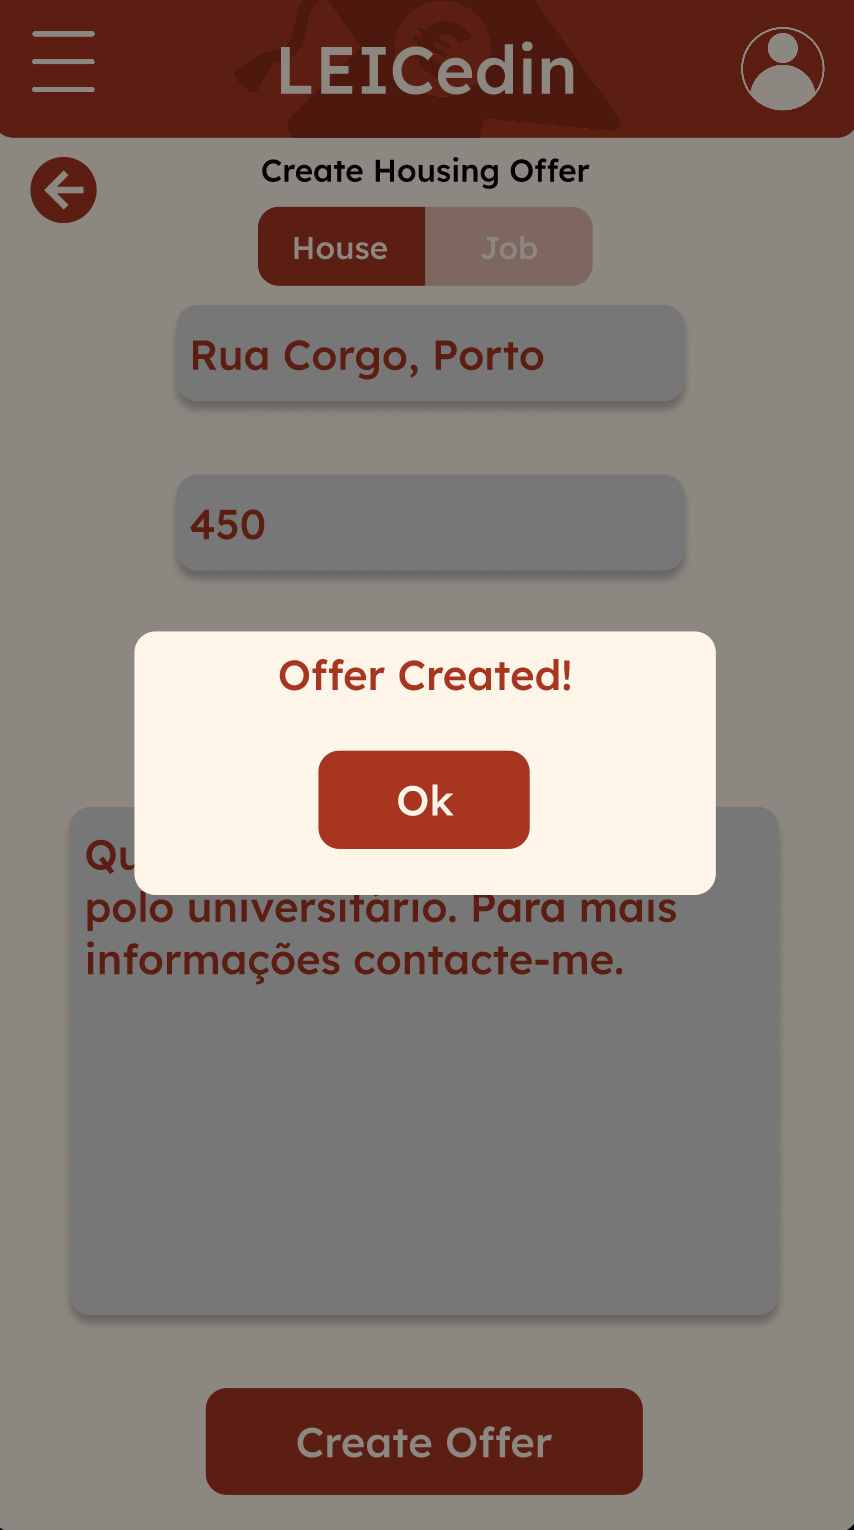 LEICedin
Create Housing Offer
House
Job
Rua Corgo, Porto
450
Offer Created!
Ok
polo universitário. Para mais
informações contacte-me.
Create Offer